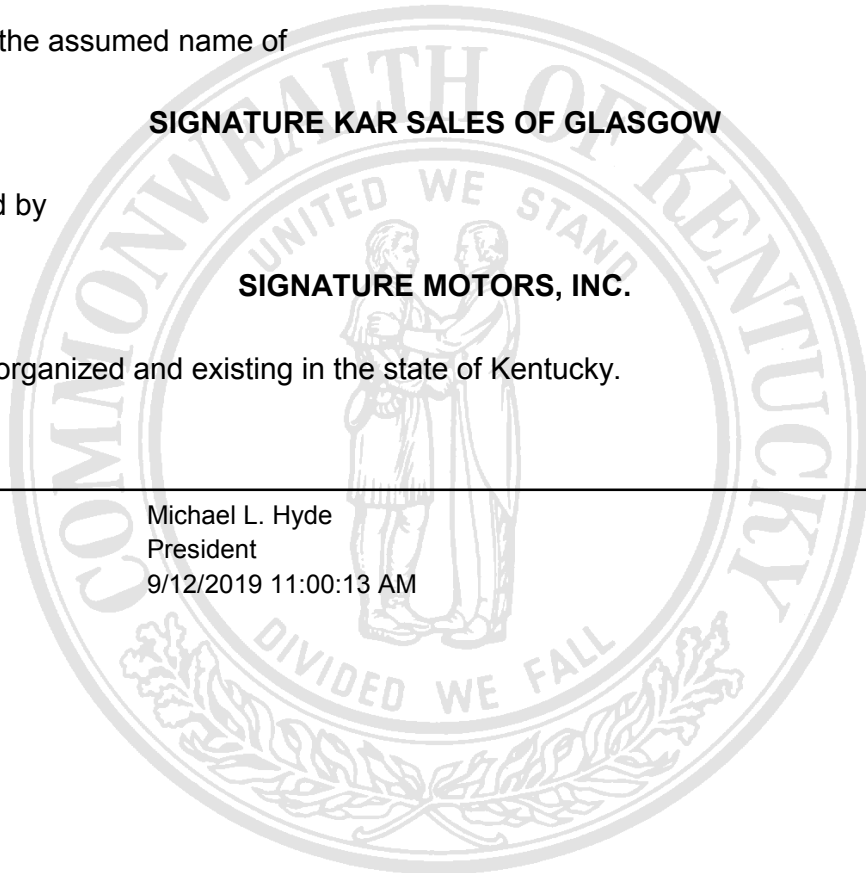 the assumed name of
SIGNATURE KAR SALES OF GLASGOW
d by
SIGNATURE MOTORS, INC.
organized and existing in the state of Kentucky.
Michael L. Hyde
President
9/12/2019 11:00:13 AM
COMMONWEALTH OF KENTUCKY
UNITED WE STAND
DIVIDED WE FALL